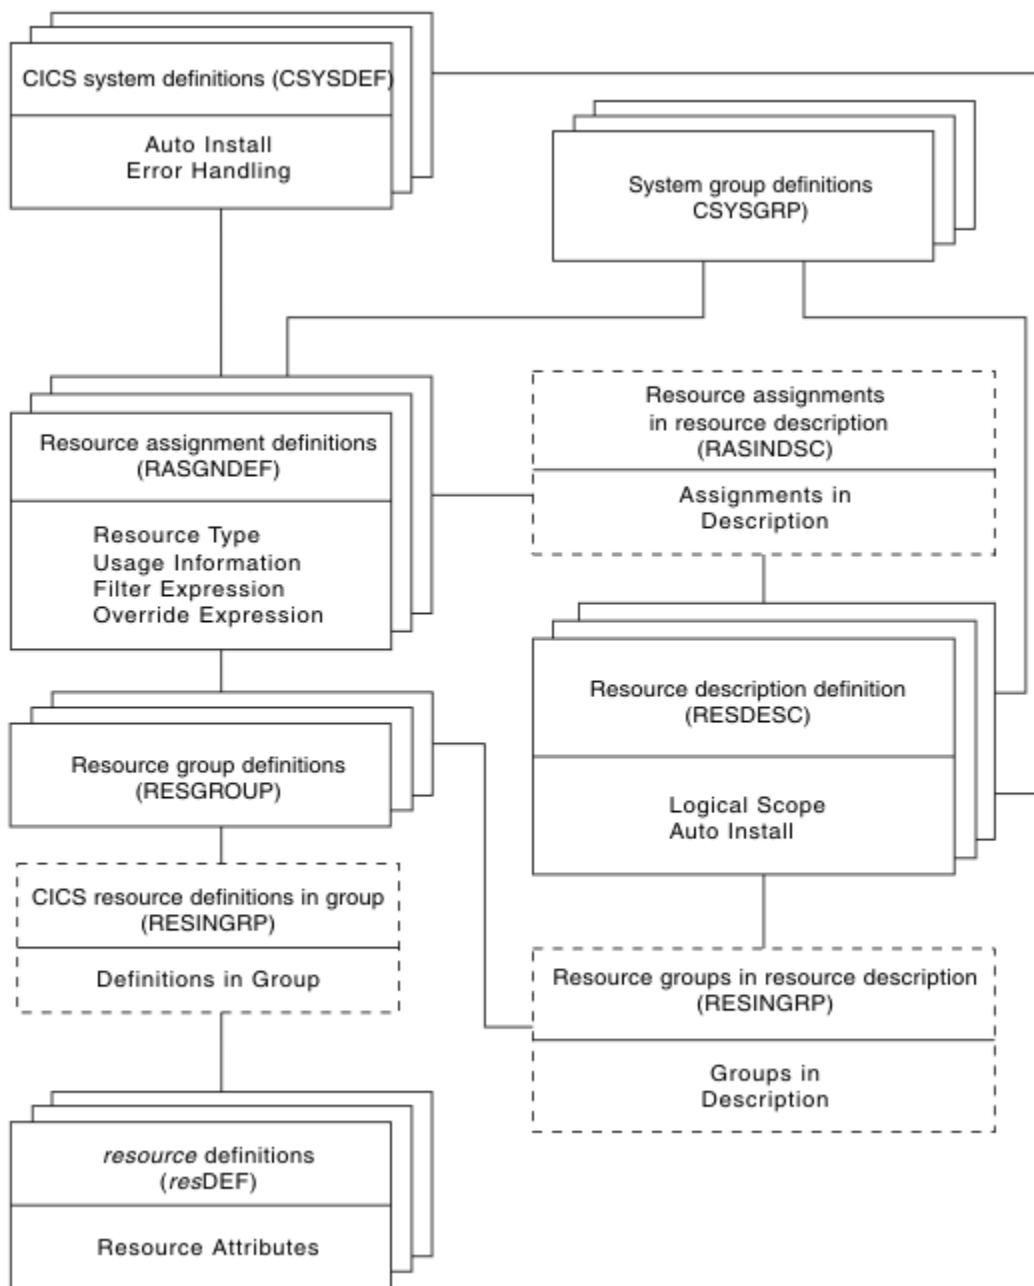 CICS system definitions (CSYSDEF)
Auto Install
Error Handling
System group definitions
CSYSGRP)
Resource assignment definitions
(RASGNDEF)
Resource Type
Usage Information
Filter Expression
Override Expression
Resource assignments
in resource description
(RASINDSC)
Assignments in
Description
Resource description definition
(RESDESC)
Logical Scope
Auto Install
Resource group definitions
(RESGROUP)
CICS resource definitions in group
(RESINGRP)
Definitions in Group
Resource groups in resource description
(RESINGRP)
Groups in
Description
resource definitions
(resDEF)
Resource Attributes